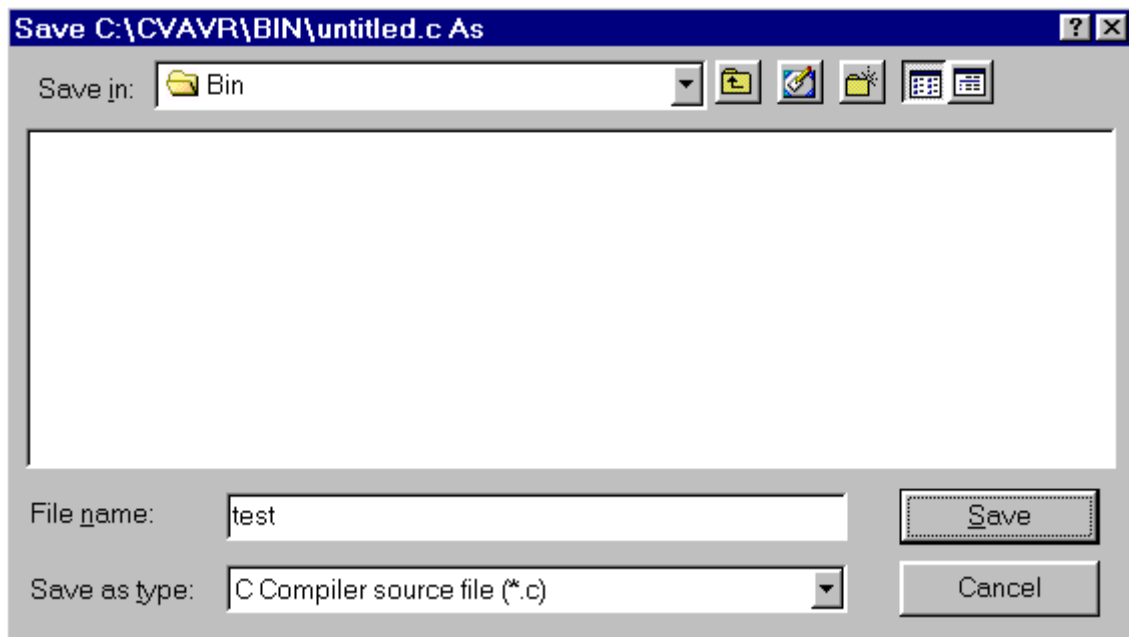 Save C:\CVAVR\BIN\untitled.c As
Save in: Bin
File name: test Save
Save as type: C Compiler source file (*.c) Cancel